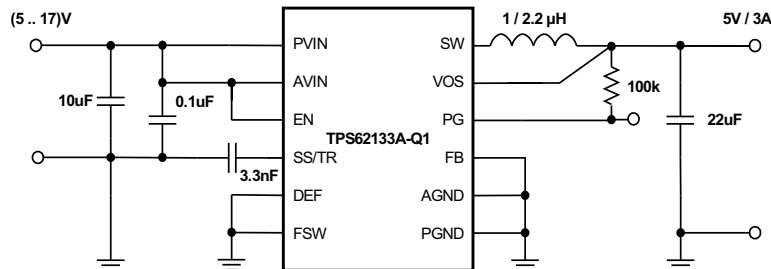 (5 .. 17)V
1 / 2.2 µH
5V / 3A
PVIN
SW
AVIN
VOS
10uF
0.1uF
100k
EN
PG
22uF
TPS62133A-Q1
SS/TR
FB
3.3nF
DEF
AGND
FSW
PGND